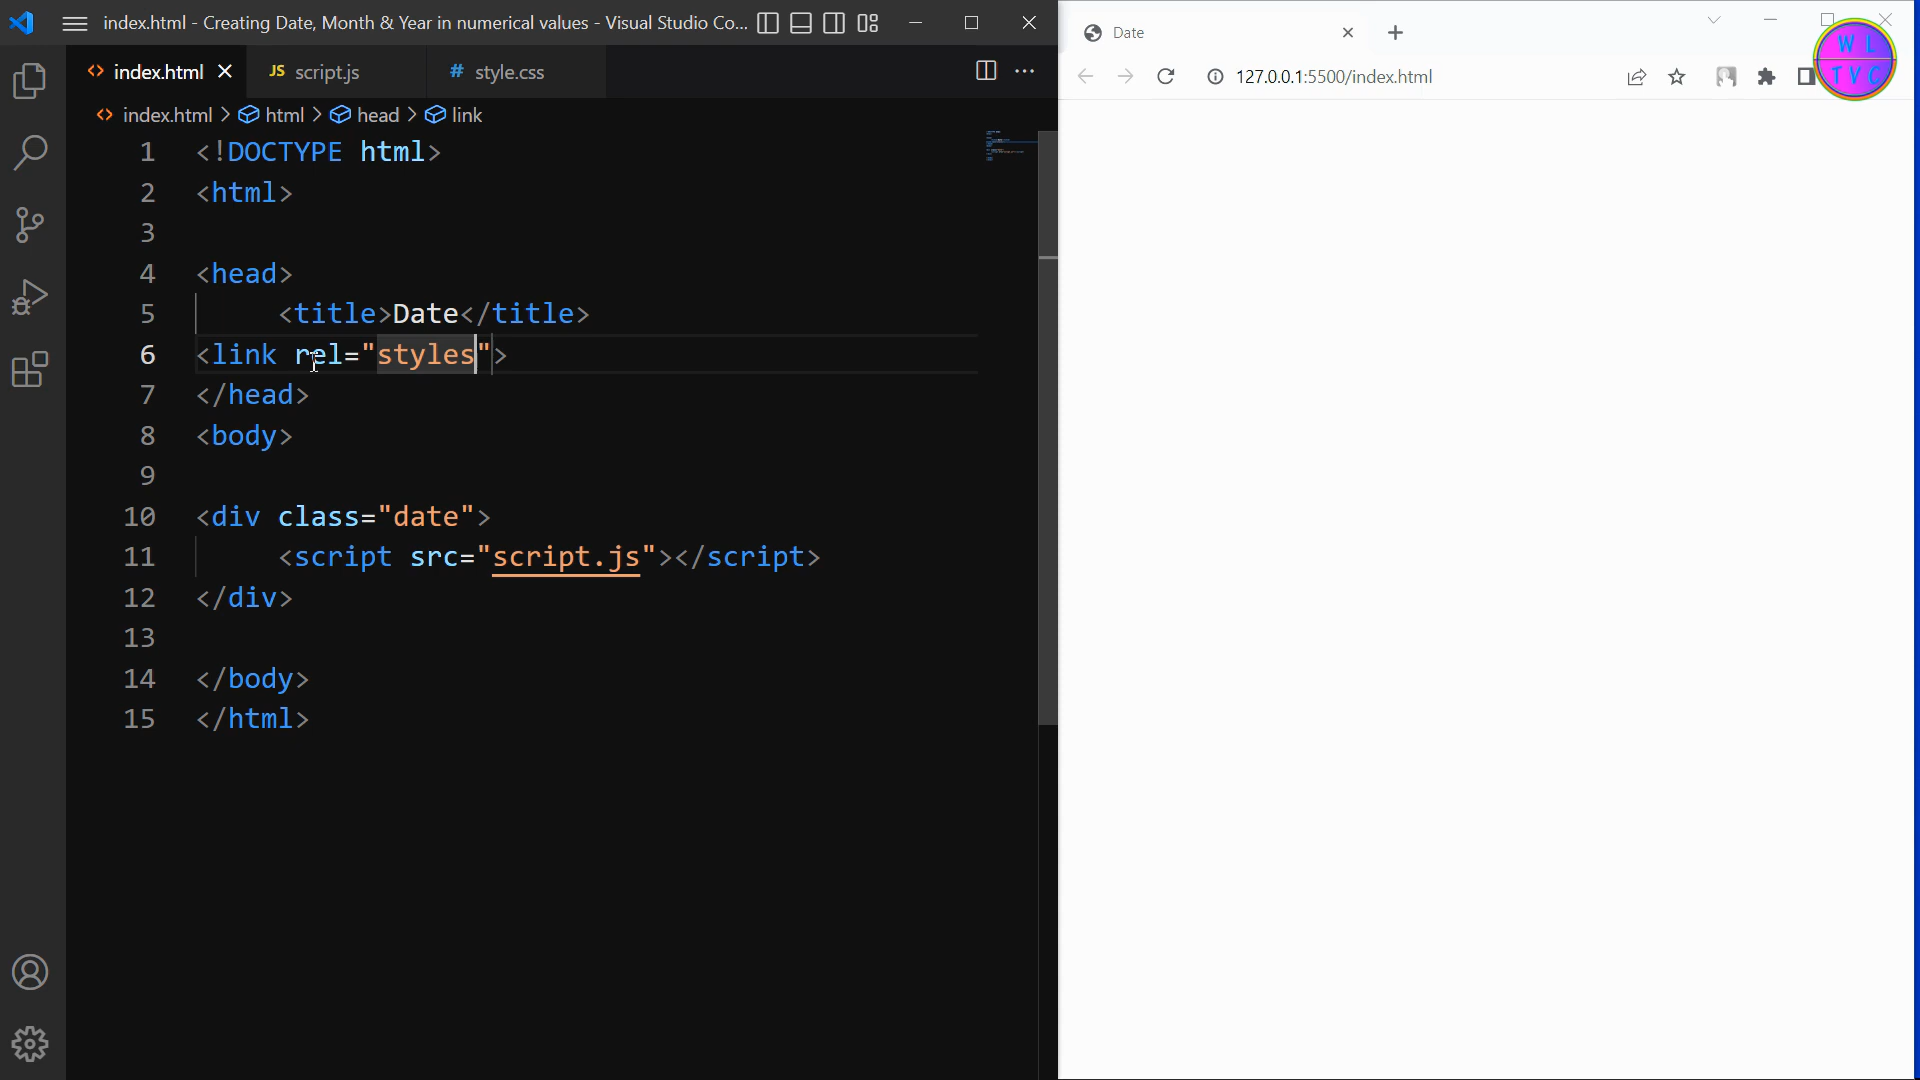 index.html - Creating Date, Month & Year in numerical values - Visual Studio Co...
index.html
JS script.js
# style.css
index.html > html > head > link
1 <!DOCTYPE html>
2 <html>
3
4 <head>
5 <title>Date</title>
6 <link rel="styles">
7 </head>
8 <body>
9
10 <div class="date">
11 <script src="script.js"></script>
12 </div>
13
14 </body>
15 </html>
Date
127.0.0.1:5500/index.html
W L
T V C